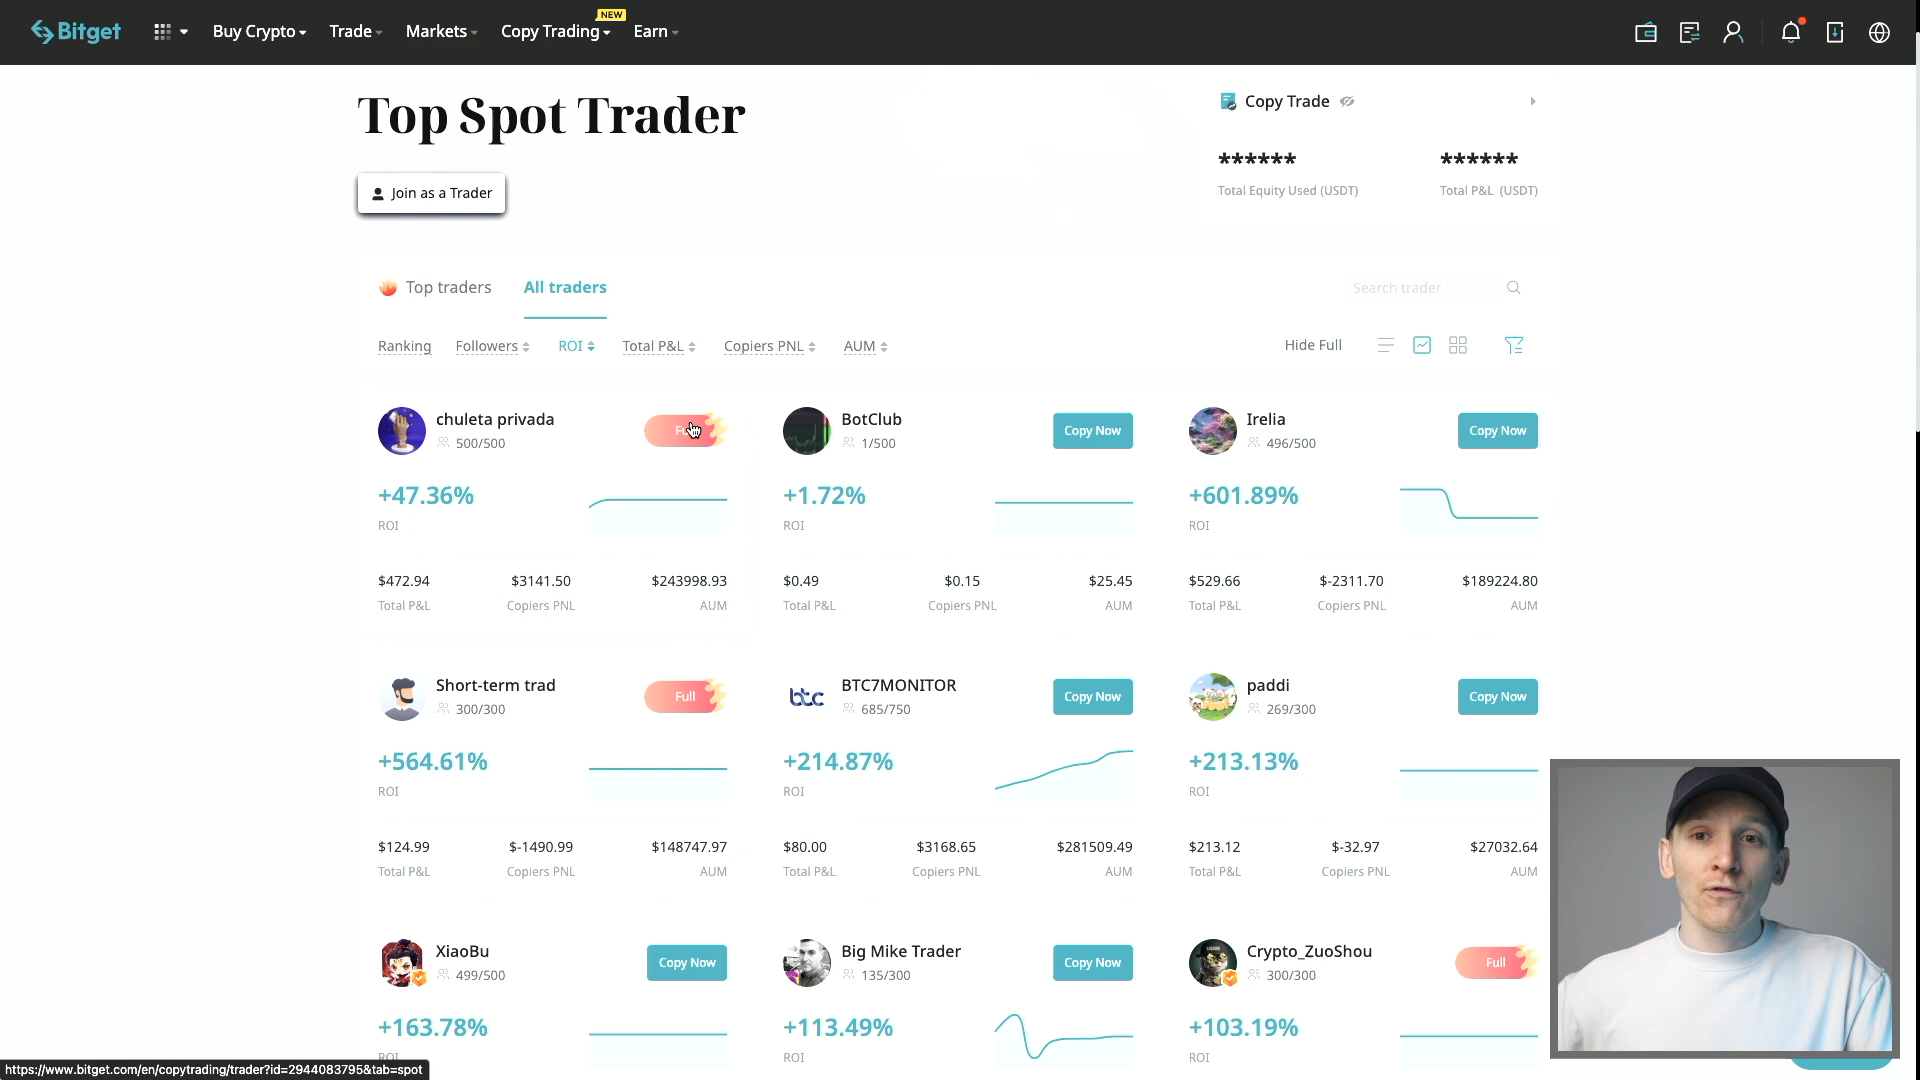 Bitget
Buy Crypto
Trade
Markets
Copy Trading
NEW
Earn
Top Spot Trader
Join as a Trader
Copy Trade
******
******
Total Equity Used (USDT)
Total P&L (USDT)
Top traders
All traders
Search trader
Ranking
Followers
ROI
Total P&L
Copiers PNL
AUM
Hide Full
chuleta privada
500/500
+47.36%
ROI
$472.94
$3141.50
$243998.93
Total P&L
Copiers PNL
AUM
BotClub
1/500
Copy Now
+1.72%
ROI
$0.49
$0.15
$25.45
Total P&L
Copiers PNL
AUM
Irelia
496/500
Copy Now
+601.89%
ROI
$529.66
$-2311.70
$189224.80
Total P&L
Copiers PNL
AUM
Short-term trad
300/300
Full
+564.61%
ROI
$124.99
$-1490.99
$148747.97
Total P&L
Copiers PNL
AUM
btc
BTC7MONITOR
685/750
Copy Now
+214.87%
ROI
$80.00
$3168.65
$281509.49
Total P&L
Copiers PNL
AUM
paddi
269/300
Copy Now
+213.13%
ROI
$213.12
$-32.97
$27032.64
Total P&L
Copiers PNL
AUM
XiaoBu
499/500
Copy Now
+163.78%
ROI
Big Mike Trader
135/300
Copy Now
+113.49%
ROI
Crypto_ZuoShou
300/300
Full
+103.19%
ROI
https://www.bitget.com/en/copytrading/trader?id=2944083795&tab=spot